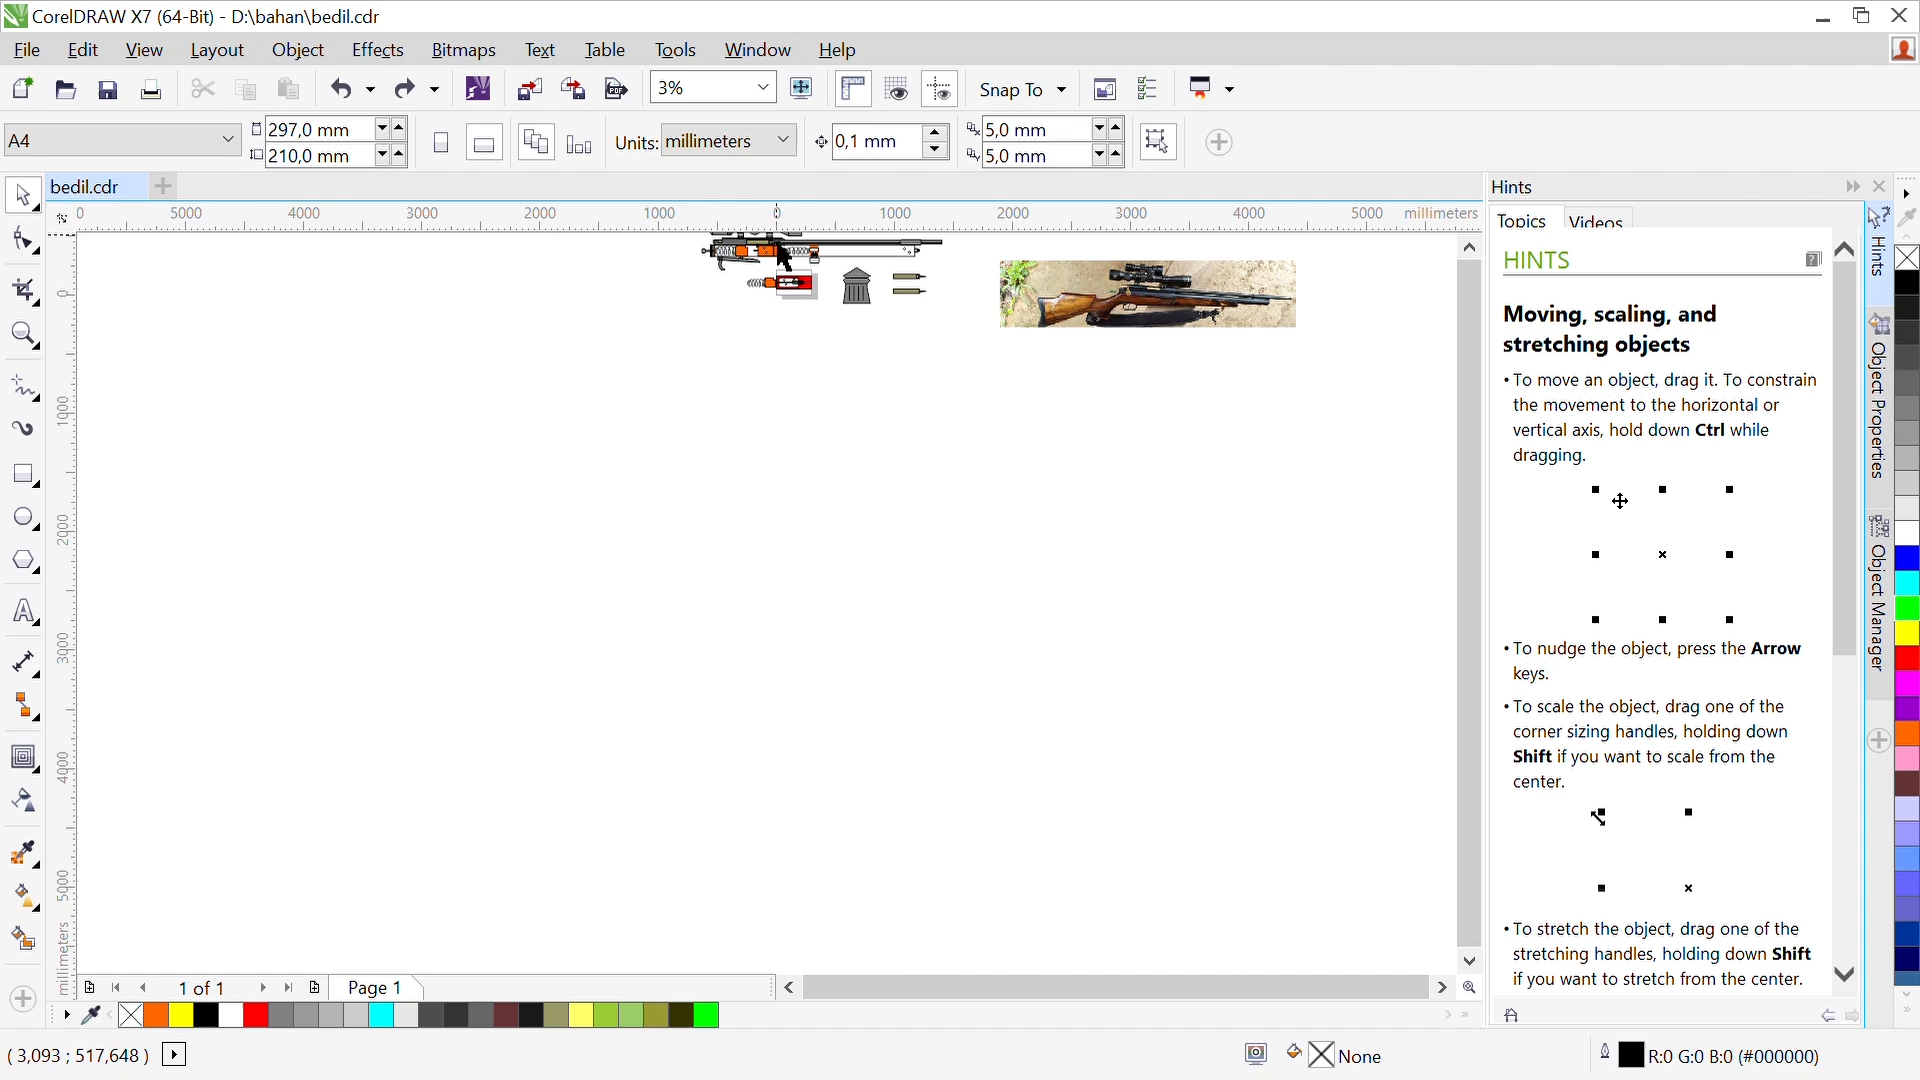 CorelDRAW X7 (64-Bit) - D:\bahan\bedil.cdr
File Edit View Layout Object Effects Bitmaps Text Table Tools Window Help
PDF 3% Snap To
A4 297,0 mm 210,0 mm Units: millimeters 0,1 mm 5,0 mm 5,0 mm
bedil.cdr
Hints
0 5000 4000 3000 2000 1000 0 1000 2000 3000 4000 5000 millimeters
0
1000
2000
3000
4000
5000
millimeters
Topics Videos
HINTS
Moving, scaling, and
stretching objects
• To move an object, drag it. To constrain
the movement to the horizontal or
vertical axis, hold down Ctrl while
dragging.
• To nudge the object, press the Arrow
keys.
• To scale the object, drag one of the
corner sizing handles, holding down
Shift if you want to scale from the
center.
• To stretch the object, drag one of the
stretching handles, holding down Shift
if you want to stretch from the center.
Hints
Object Properties
Object Manager
1 of 1 Page 1
( 3,093 ; 517,648 ) None R:0 G:0 B:0 (#000000)